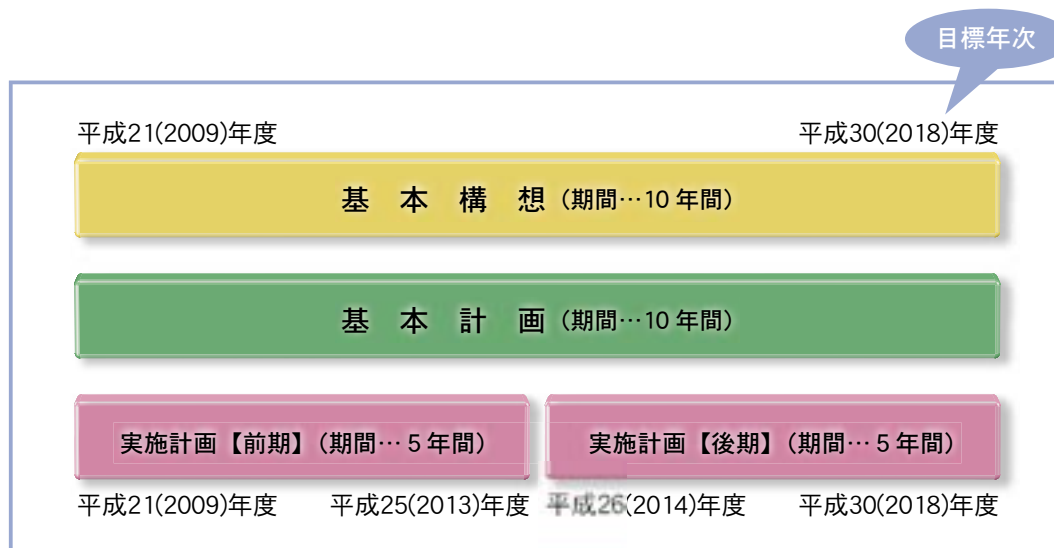 目標年次
平成21(2009)年度 平成30(2018)年度
基本構想(期間…10年間)
基本計画(期間…10年間)
実施計画【前期】(期間…5年間) 実施計画【後期】(期間…5年間)
平成21(2009)年度 平成25(2013)年度 平成26(2014)年度 平成30(2018)年度